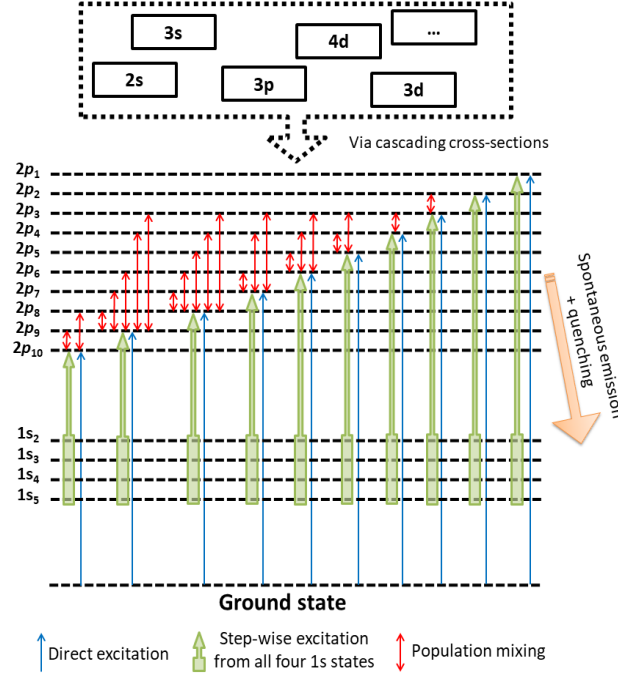 3s
4d
...
2s
3p
3d
Via cascading cross-sections
2p₁
2p₂
2p₃
2p₄
2p₅
2p₆
2p₇
2p₈
2p₉
2p₁₀
Spontaneous emission
+ quenching
1s₂
1s₃
1s₄
1s₅
Ground state
Direct excitation
Step-wise excitation
from all four 1s states
Population mixing